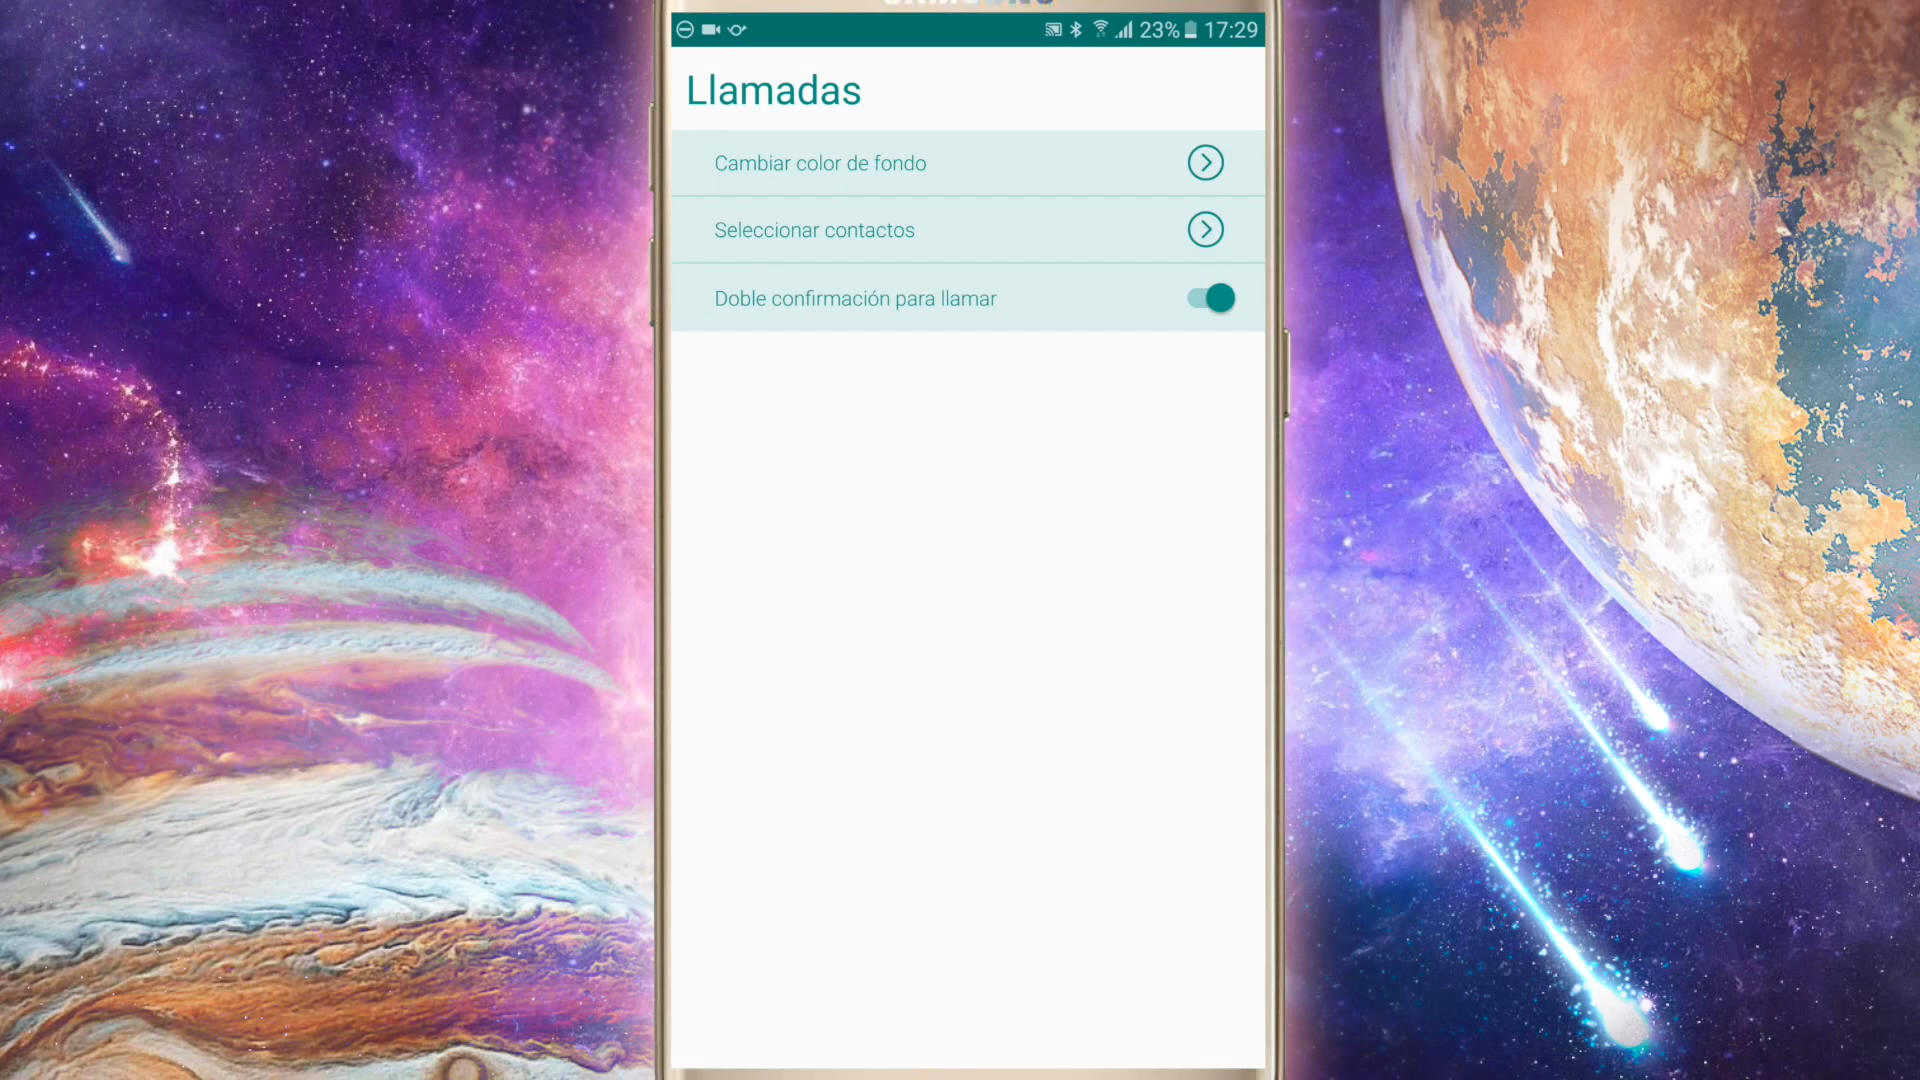 23% 17:29
Llamadas
Cambiar color de fondo
Seleccionar contactos
Doble confirmación para llamar